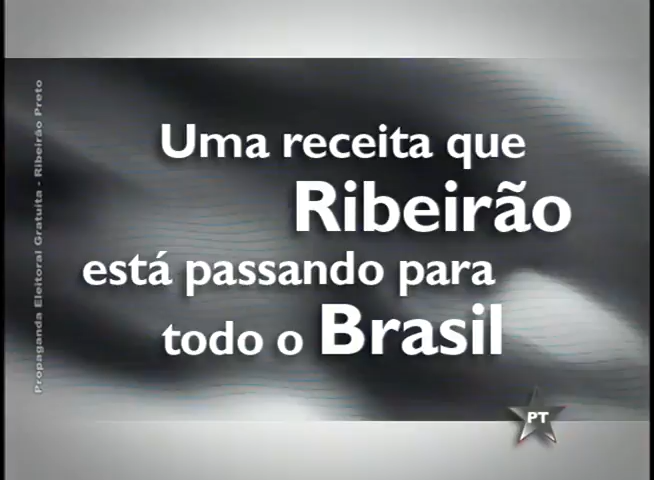 Uma receita que
Ribeirão
está passando para
todo o Brasil
Propaganda Eleitoral Gratuita - Ribeirão Preto
PT